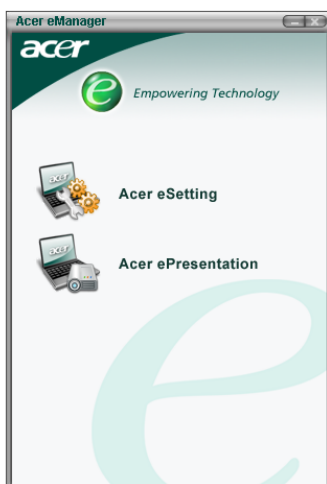 Acer eManager
acer
e Empowering Technology
Acer eSetting
Acer ePresentation